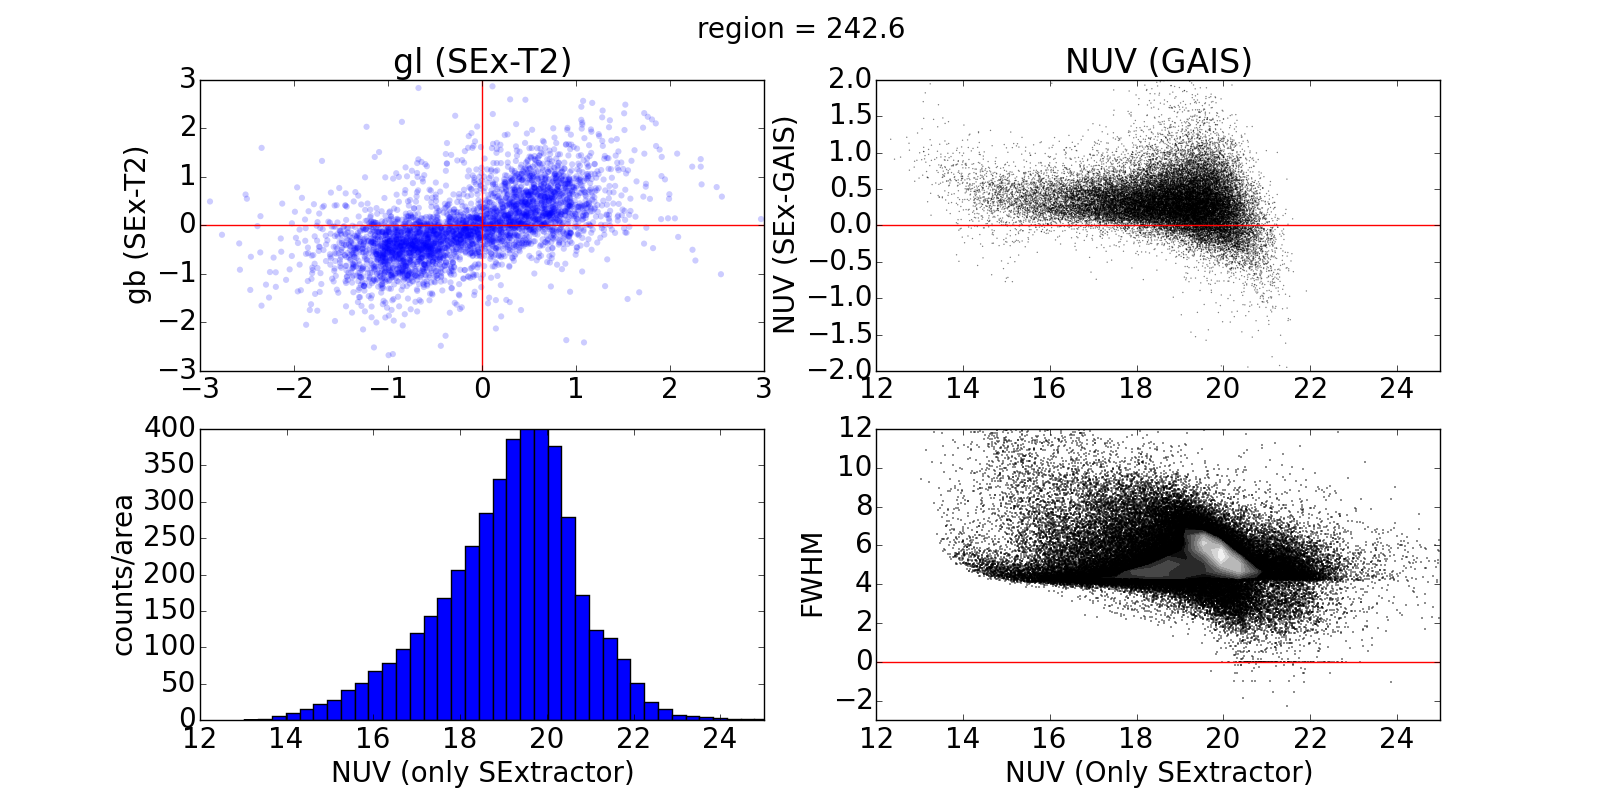 region = 242.6
gl (SEx-T2)
NUV (GAIS)
3
2
1
0
−1
−2
−3
gb (SEx-T2)
−3 −2 −1 0 1 2 3
2.0
1.5
1.0
0.5
0.0
−0.5
−1.0
−1.5
−2.0
NUV (SEx-GAIS)
12 14 16 18 20 22 24
400
350
300
250
200
150
100
50
0
counts/area
12 14 16 18 20 22 24
NUV (only SExtractor)
12
10
8
6
4
2
0
−2
FWHM
12 14 16 18 20 22 24
NUV (Only SExtractor)